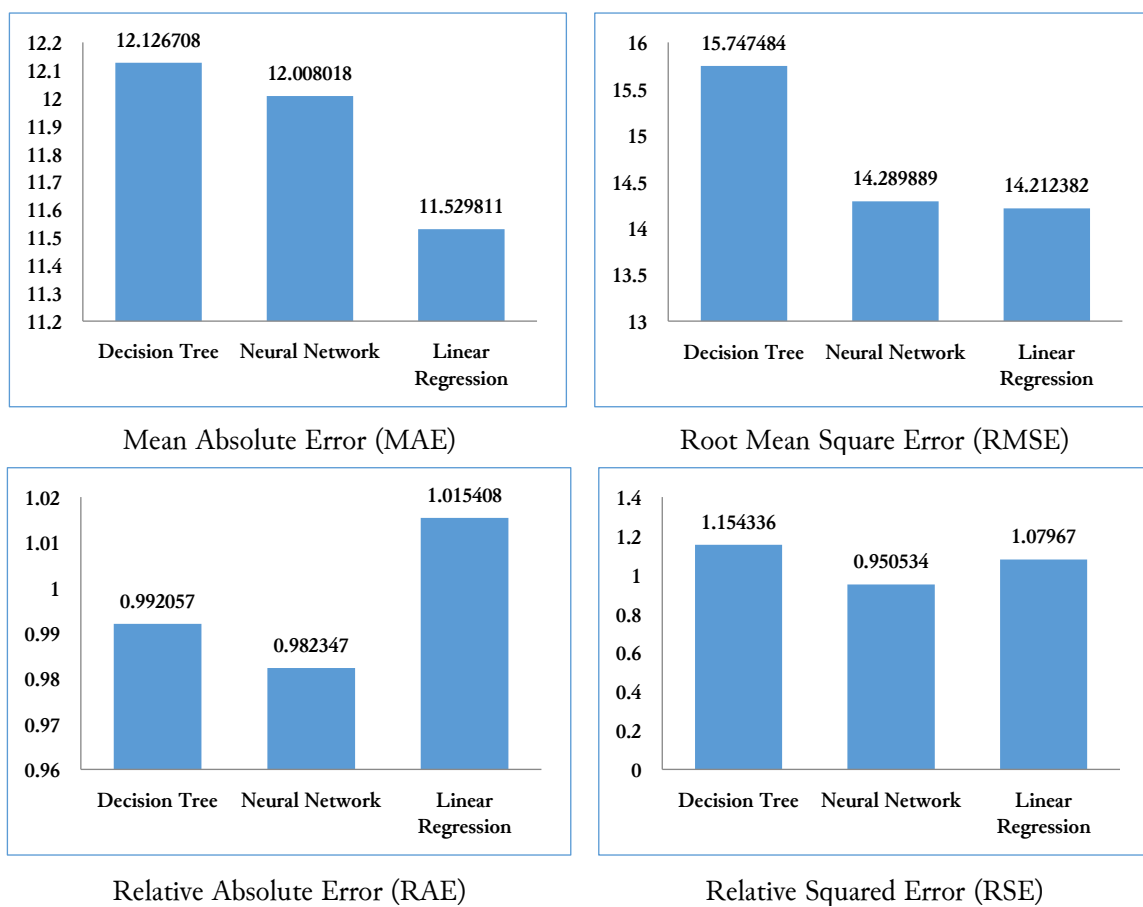 12.2
12.1
12
11.9
11.8
11.7
11.6
11.5
11.4
11.3
11.2
12.126708
12.008018
11.529811
Decision Tree
Neural Network
Linear
Regression
Mean Absolute Error (MAE)
16
15.5
15
14.5
14
13.5
13
15.747484
14.289889
14.212382
Decision Tree
Neural Network
Linear
Regression
Root Mean Square Error (RMSE)
1.02
1.01
1
0.99
0.98
0.97
0.96
0.992057
0.982347
1.015408
Decision Tree
Neural Network
Linear
Regression
Relative Absolute Error (RAE)
1.4
1.2
1
0.8
0.6
0.4
0.2
0
1.154336
0.950534
1.07967
Decision Tree
Neural Network
Linear
Regression
Relative Squared Error (RSE)